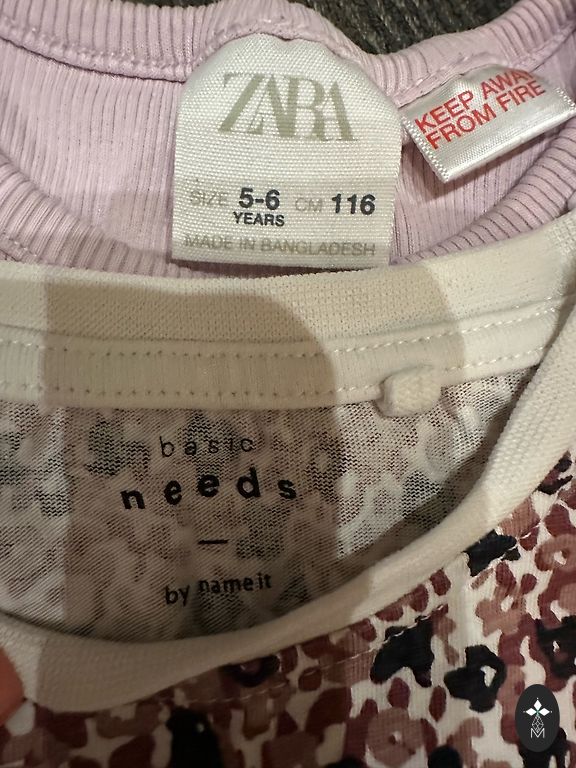 ZARA
SIZE 5-6 CM 116
YEARS
MADE IN BANGLADESH
KEEP AWAY
FROM FIRE
basic
needs
—
by name it
M